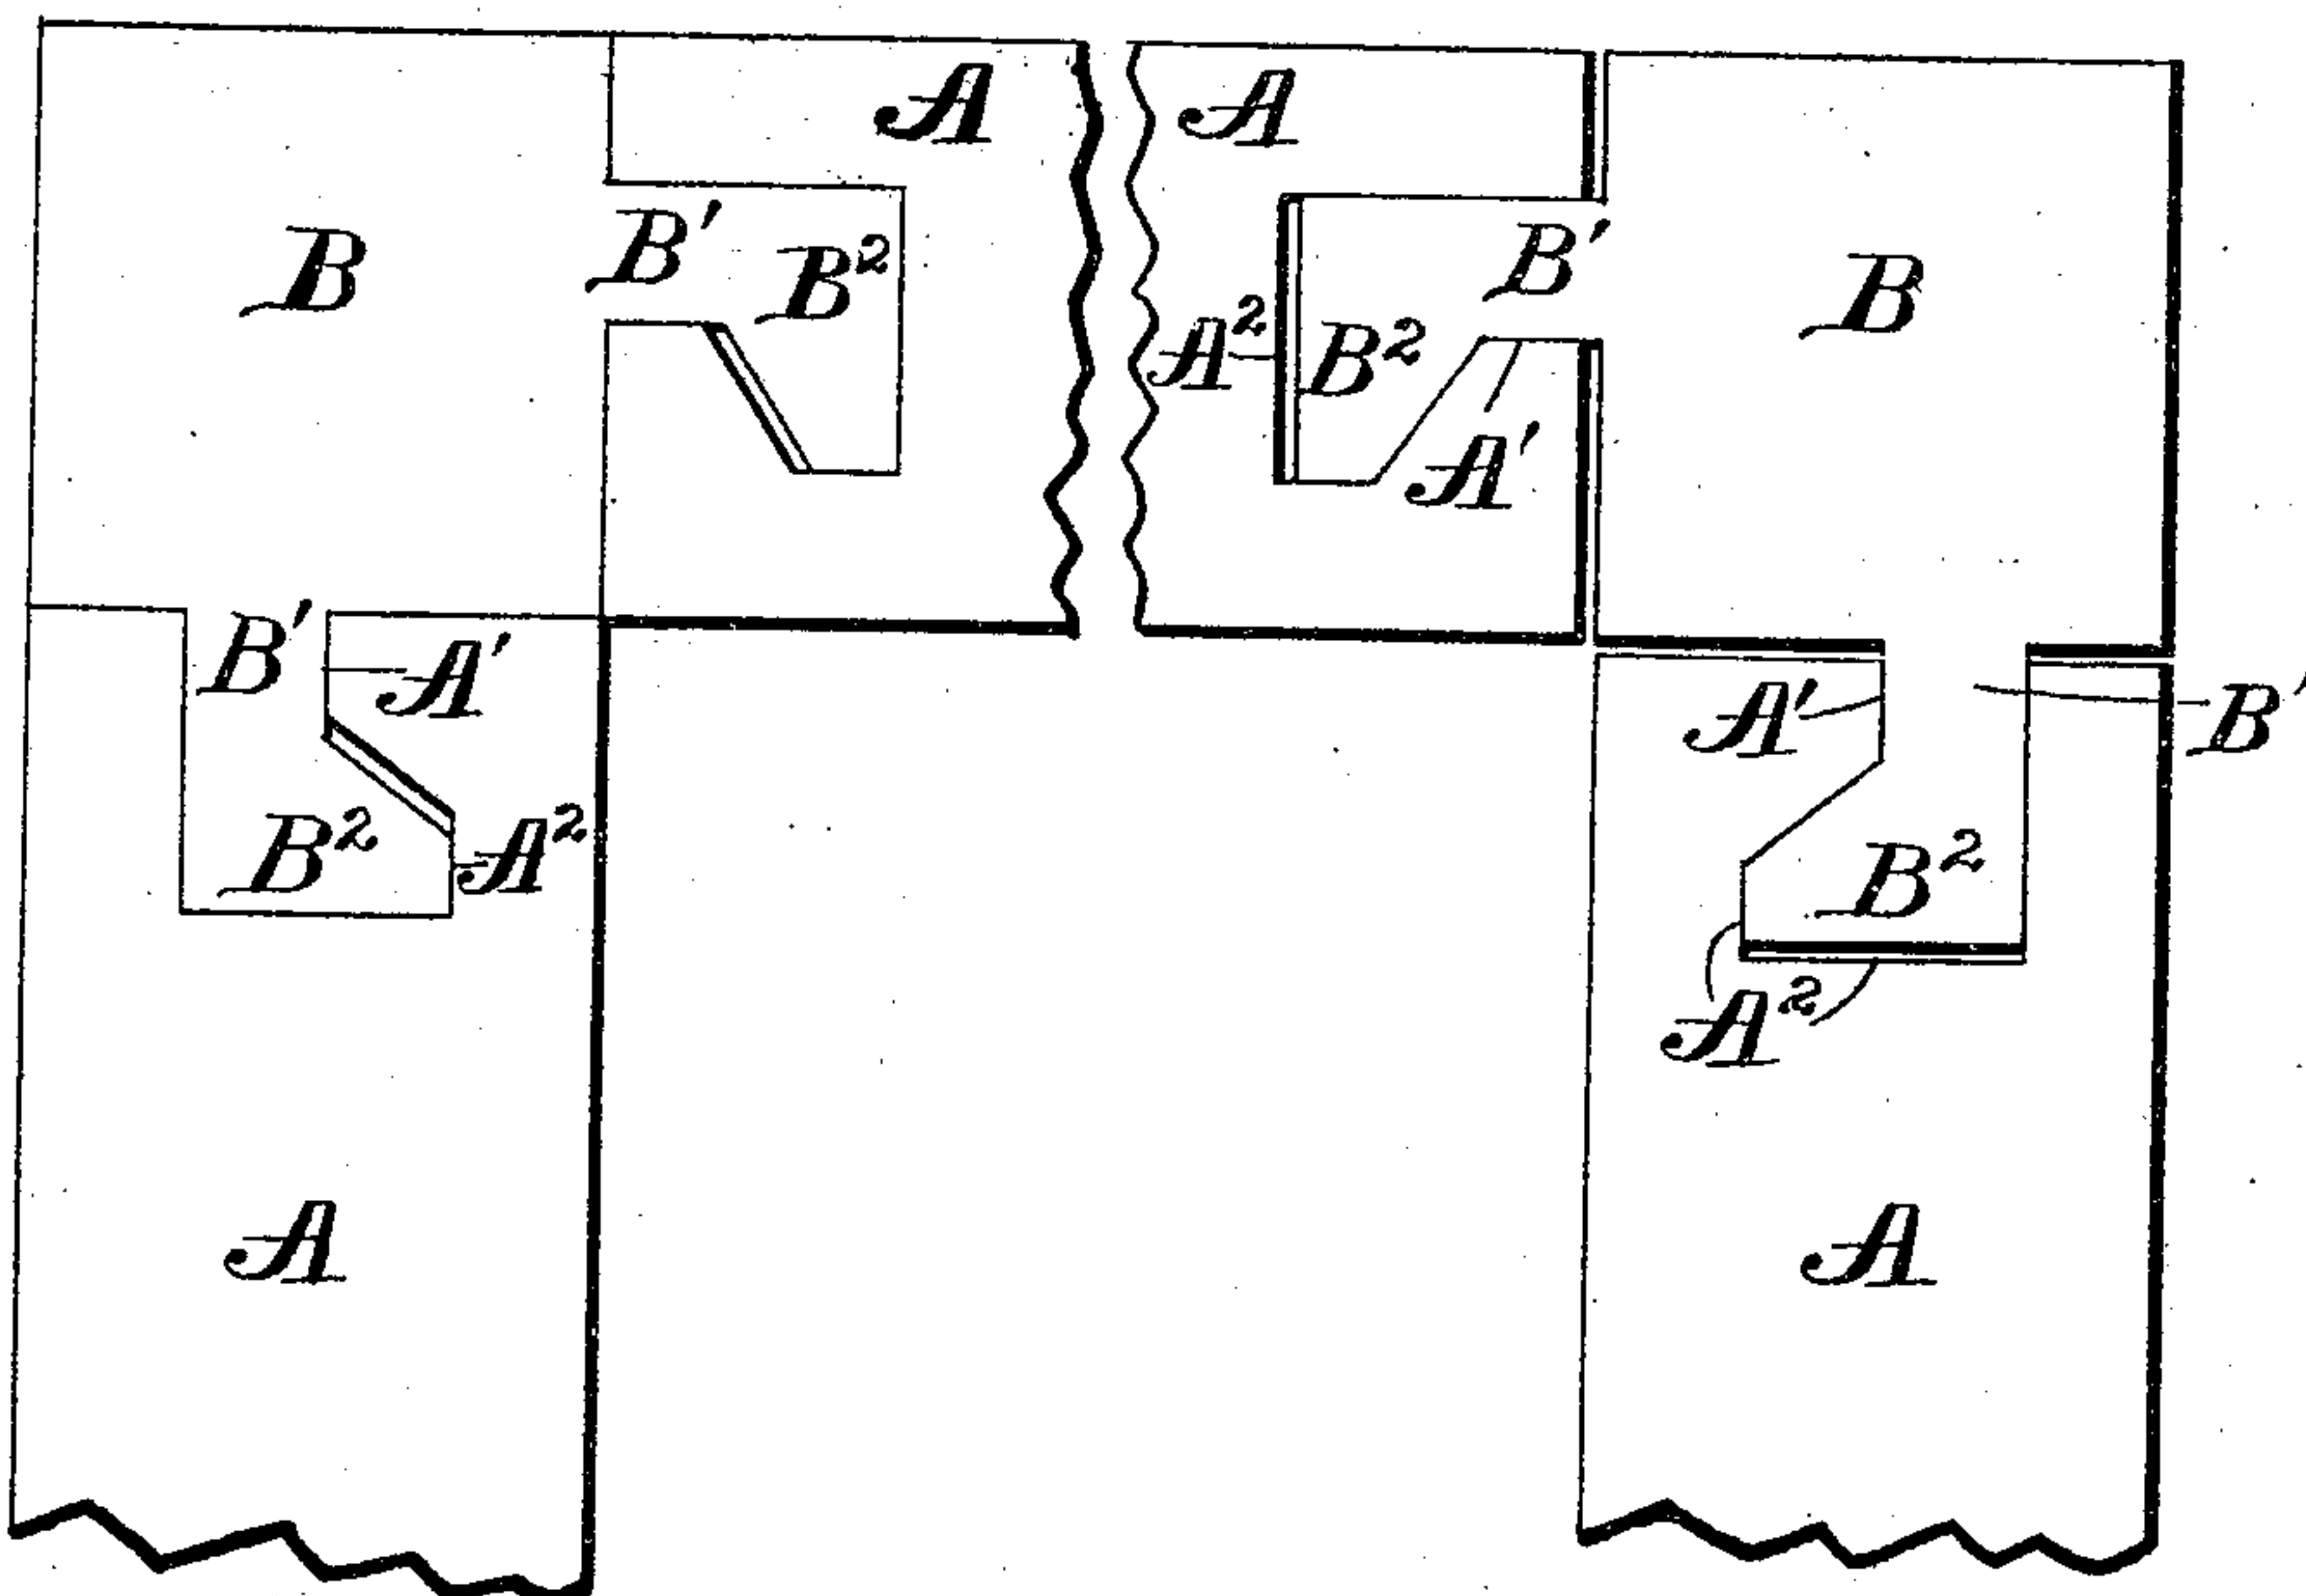 A A
B B' B² A² B² B' A' B
B' A' A' B'
B² A² B²
A²
A A